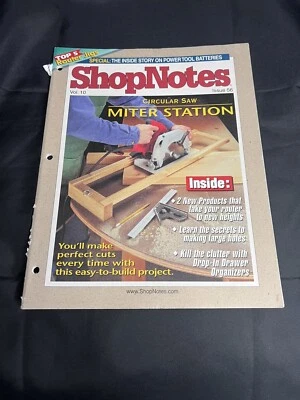 TOP 5
SPECIAL: THE INSIDE STORY ON POWER TOOL BATTERIES
ShopNotes
Vol. 10
Issue 56
CIRCULAR SAW
MITER STATION
Inside:
• 2 New Products that
take your router
to new heights
• Learn the secrets to
making large holes
• Kill the clutter with
Drop-in Drawer
Organizers
You'll make
perfect cuts
every time with
this easy-to-build project.
www.ShopNotes.com